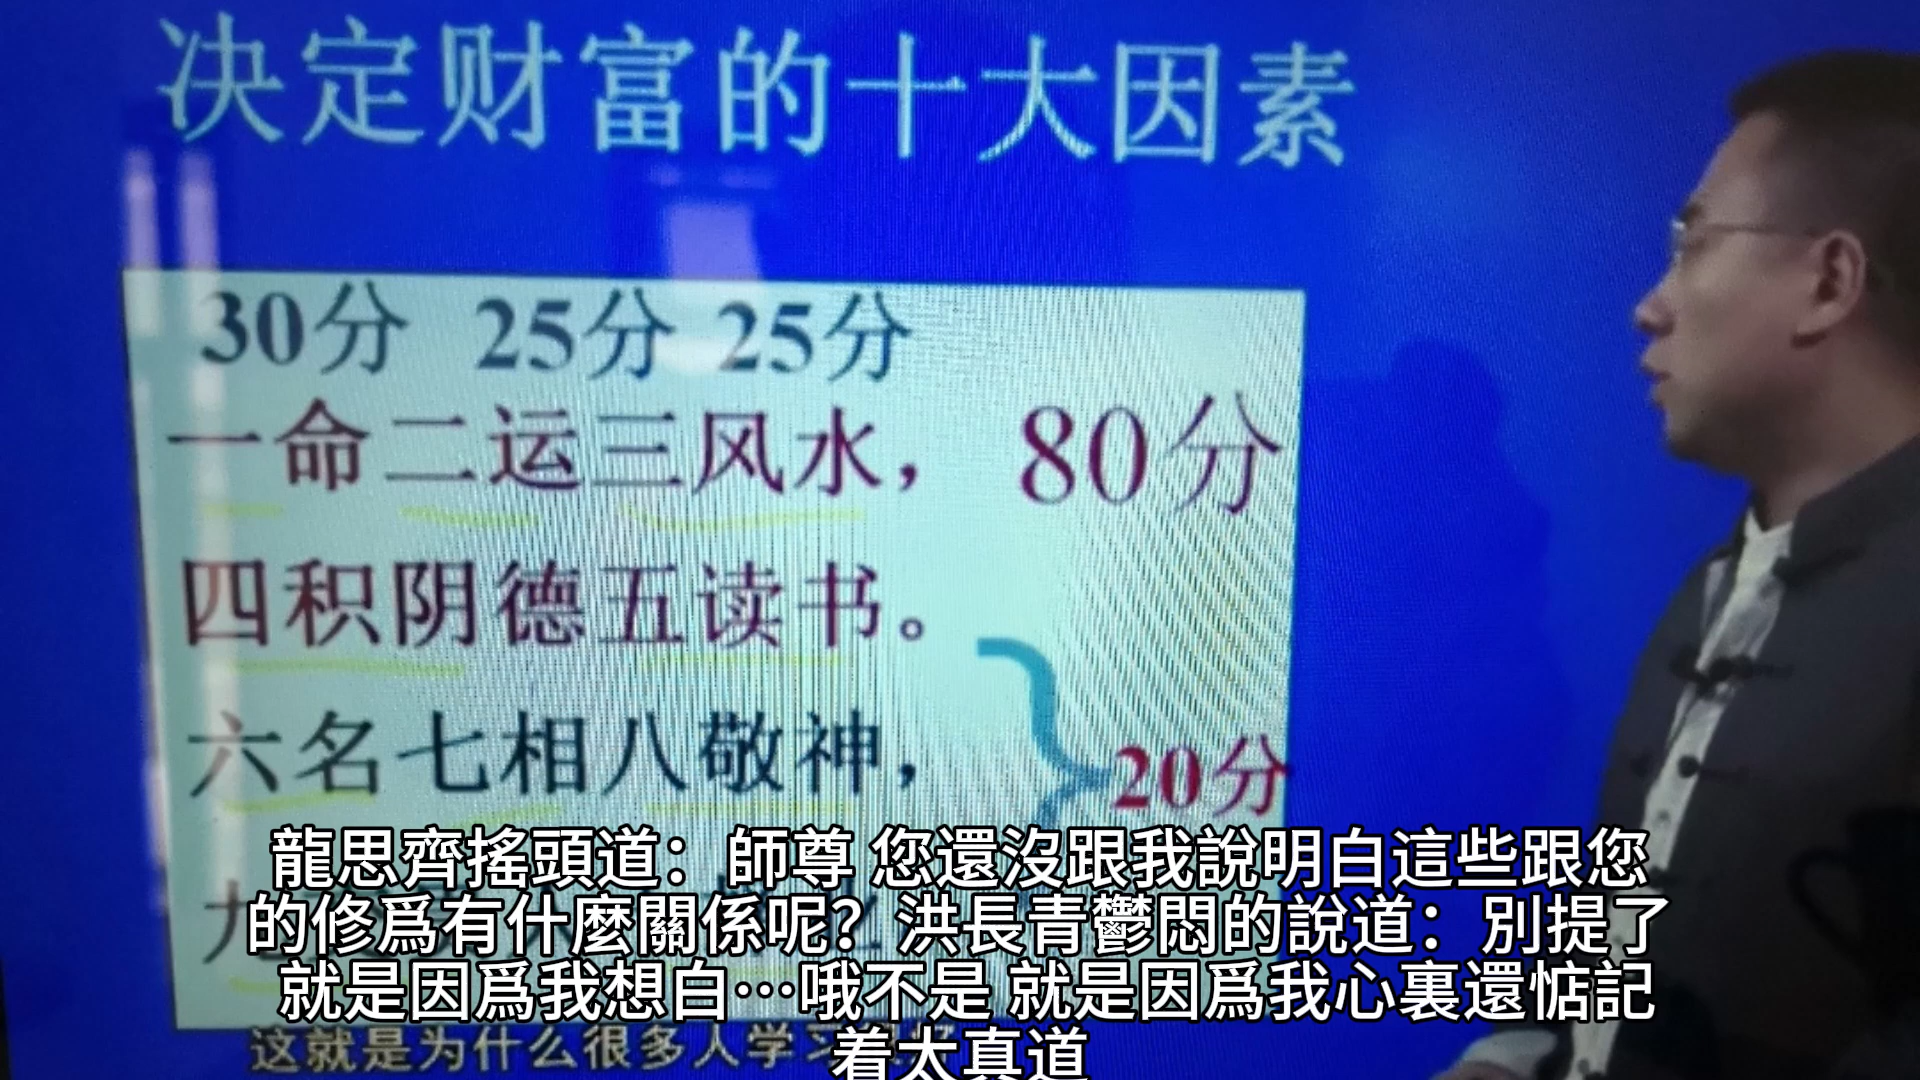 决定财富的十大因素
30分 25分 25分
一命二运三风水， 80分
四积阴德五读书。
六名七相八敬神，
20分
龍思齊搖頭道：師尊 您還沒跟我說明白這些跟您
的修爲有什麼關係呢？洪長青鬱悶的說道：別提了
就是因爲我想白…哦不是 就是因爲我心裏還惦記
着太真道
这就是为什么很多人学习